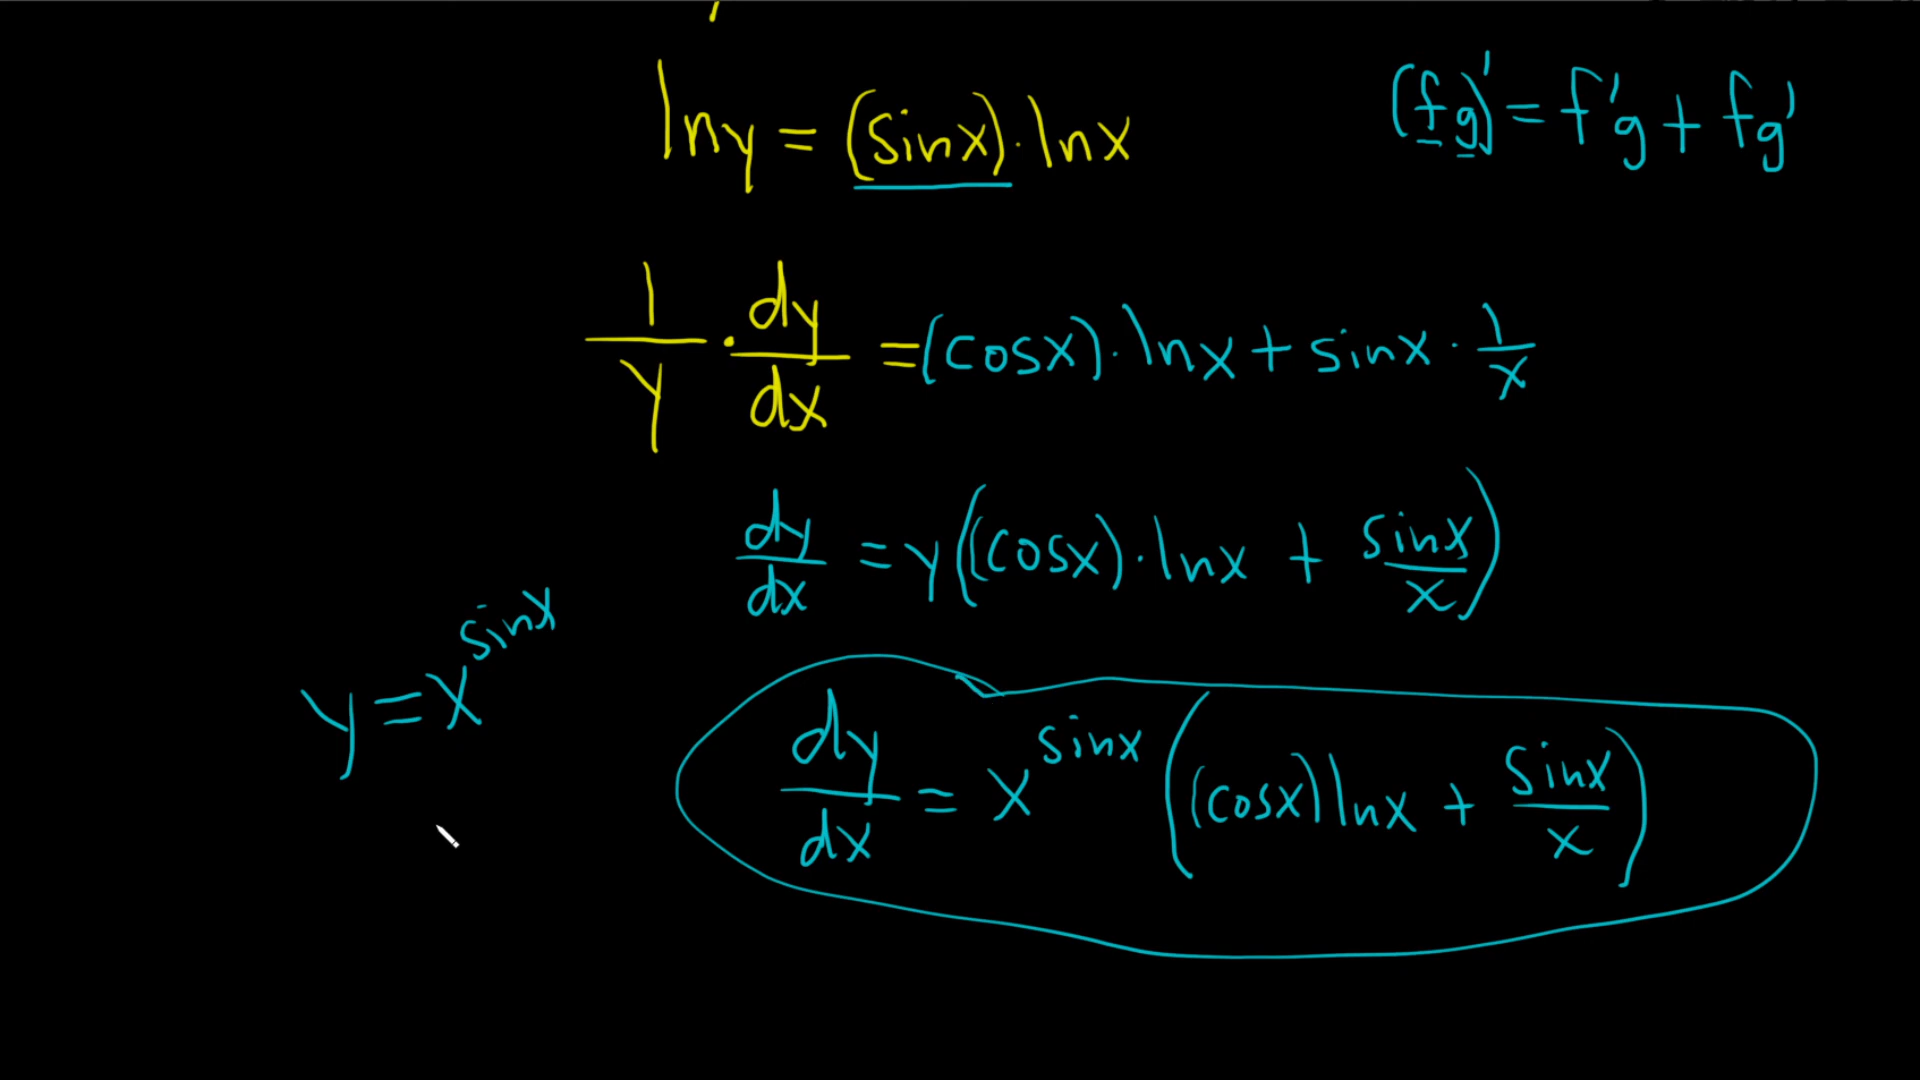 lny = (sinx)·lnx
(fg)' = f'g + fg'
1/y · dy/dx = (cosx)·lnx + sinx · 1/x
dy/dx = y((cosx)·lnx + sinx/x)
y = x^sinx
dy/dx = x^sinx ((cosx)lnx + sinx/x)